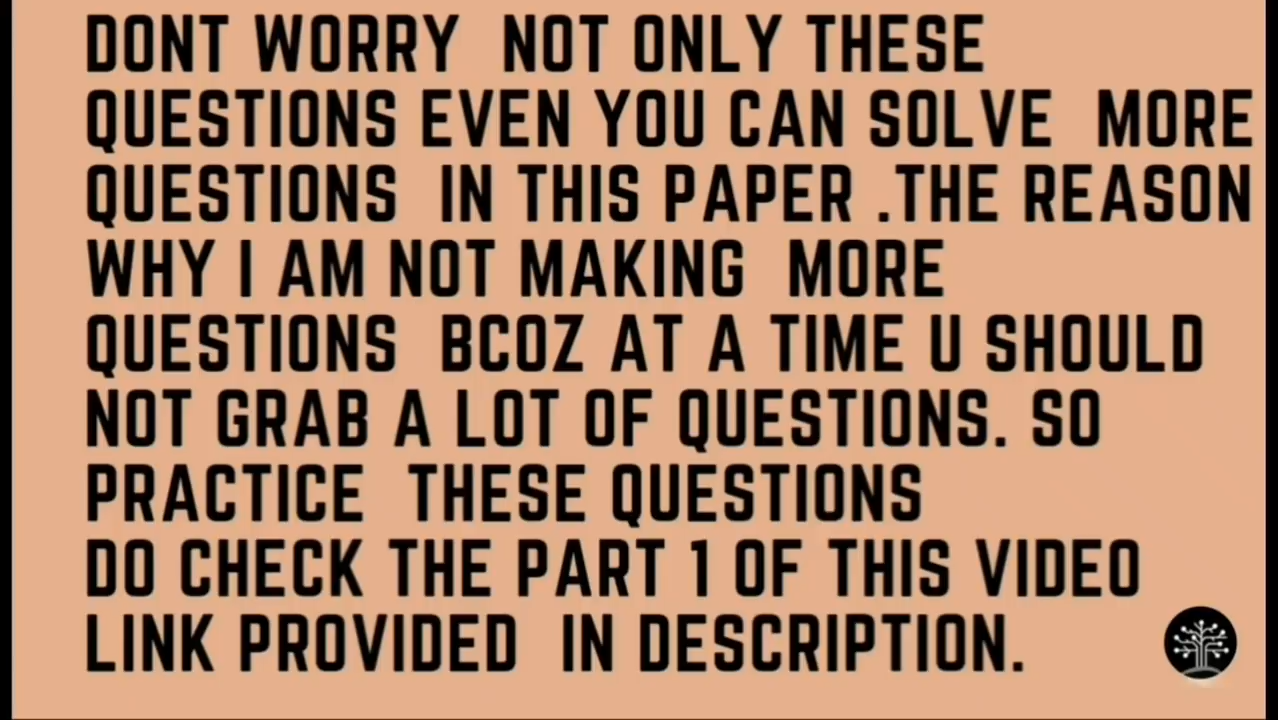 DONT WORRY NOT ONLY THESE
QUESTIONS EVEN YOU CAN SOLVE MORE
QUESTIONS IN THIS PAPER .THE REASON
WHY I AM NOT MAKING MORE
QUESTIONS BCOZ AT A TIME U SHOULD
NOT GRAB A LOT OF QUESTIONS. SO
PRACTICE THESE QUESTIONS
DO CHECK THE PART 1 OF THIS VIDEO
LINK PROVIDED IN DESCRIPTION.